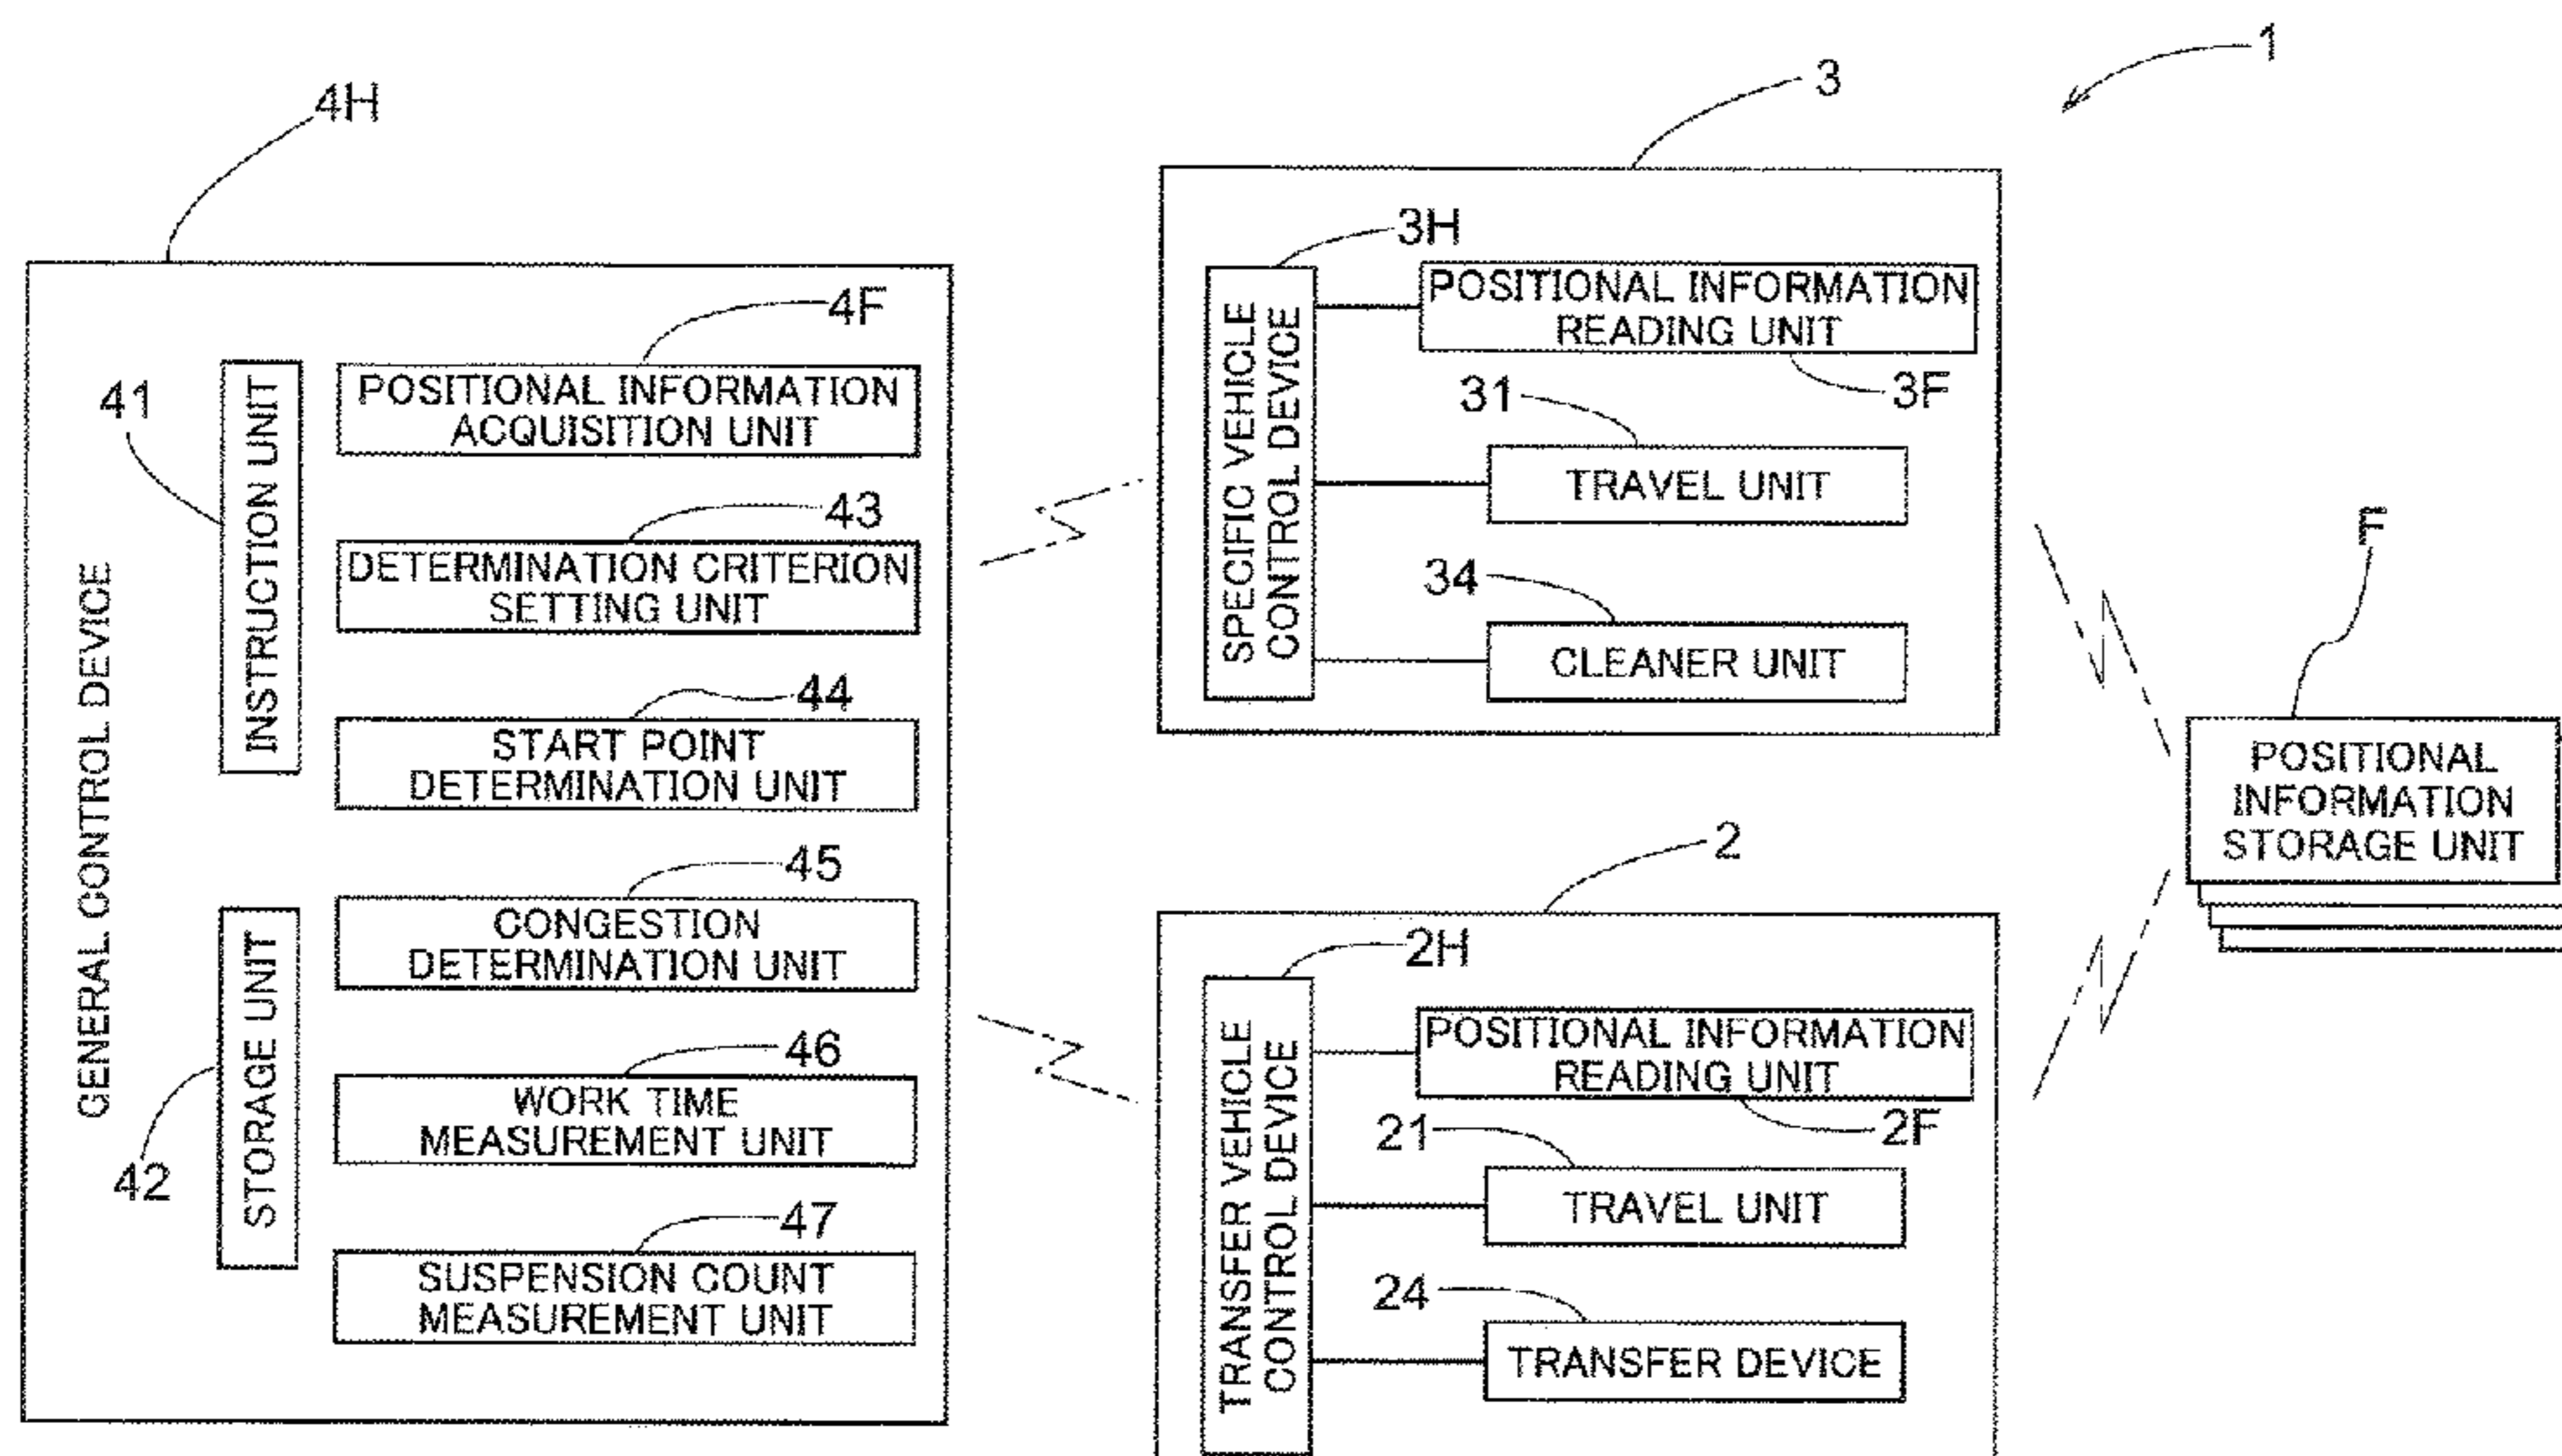 1
4H
GENERAL CONTROL DEVICE
41
INSTRUCTION UNIT
42
STORAGE UNIT
4F
POSITIONAL INFORMATION
ACQUISITION UNIT
43
DETERMINATION CRITERION
SETTING UNIT
44
START POINT
DETERMINATION UNIT
45
CONGESTION
DETERMINATION UNIT
46
WORK TIME
MEASUREMENT UNIT
47
SUSPENSION COUNT
MEASUREMENT UNIT
3
3H
SPECIFIC VEHICLE
CONTROL DEVICE
POSITIONAL INFORMATION
READING UNIT
3F
31
TRAVEL UNIT
34
CLEANER UNIT
2
2H
TRANSFER VEHICLE
CONTROL DEVICE
POSITIONAL INFORMATION
READING UNIT
2F
21
TRAVEL UNIT
24
TRANSFER DEVICE
F
POSITIONAL
INFORMATION
STORAGE UNIT